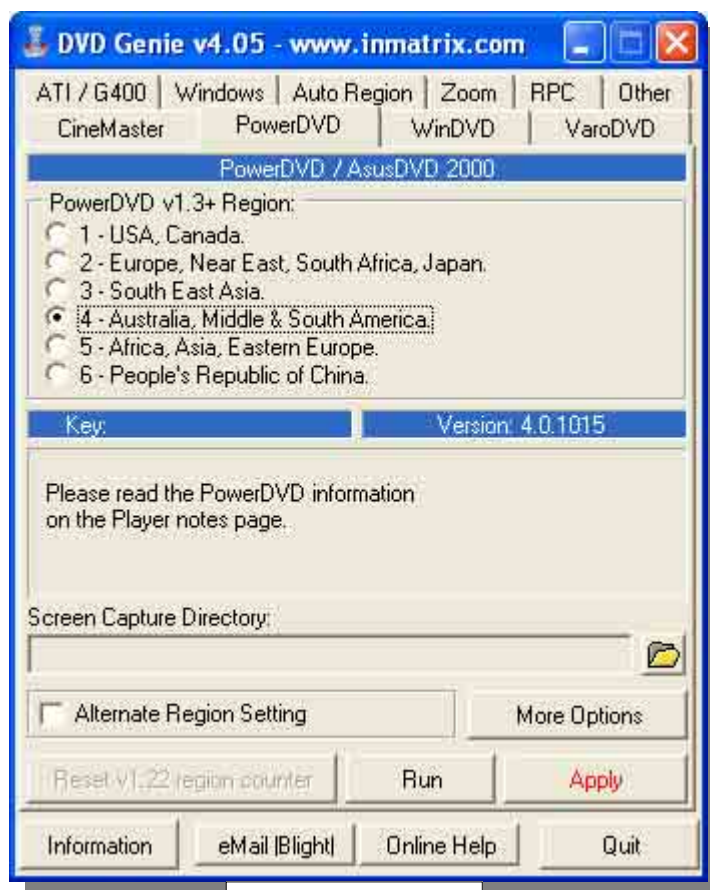 DVD Genie v4.05 - www.inmatrix.com
ATI / G400 Windows Auto Region Zoom RPC Other
CineMaster PowerDVD WinDVD VaroDVD
PowerDVD / AsusDVD 2000
PowerDVD v1.3+ Region:
1 - USA, Canada.
2 - Europe, Near East, South Africa, Japan.
3 - South East Asia.
4 - Australia, Middle & South America.
5 - Africa, Asia, Eastern Europe.
6 - People's Republic of China.
Key: Version: 4.0.1015
Please read the PowerDVD information
on the Player notes page.
Screen Capture Directory:
Alternate Region Setting More Options
Reset v1.22 region counter Run Apply
Information eMail |Blight| Online Help Quit